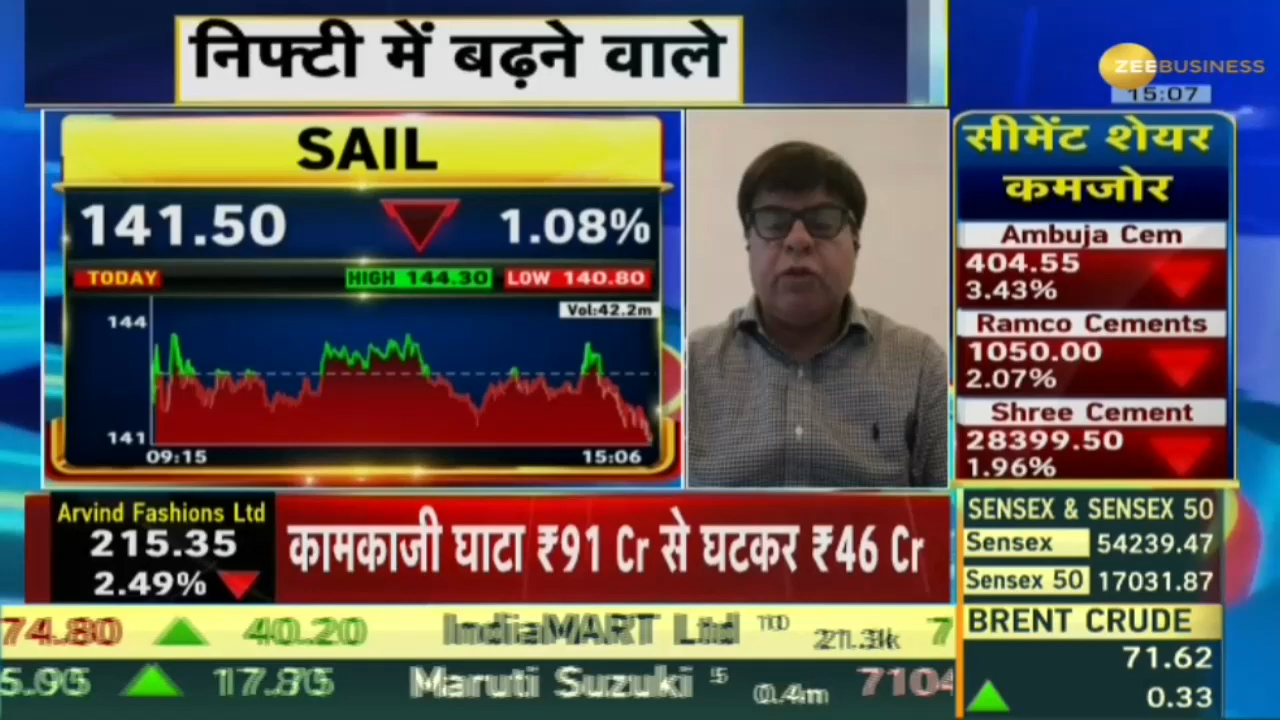 निफ्टी में बढ़ने वाले
ZEEBUSINESS
15:07
SAIL
141.50 1.08%
TODAY HIGH 144.30 LOW 140.80
Vol:42.2m
144
141
09:15 15:06
सीमेंट शेयर
कमजोर
Ambuja Cem
404.55
3.43%
Ramco Cements
1050.00
2.07%
Shree Cement
28399.50
1.96%
Arvind Fashions Ltd
215.35
2.49%
कामकाजी घाटा ₹91 Cr से घटकर ₹46 Cr
SENSEX & SENSEX 50
Sensex 54239.47
Sensex 50 17031.87
BRENT CRUDE
71.62
0.33
74.80 40.20 IndiaMART Ltd 7
5.95 Maruti Suzuki 0.4m 7104